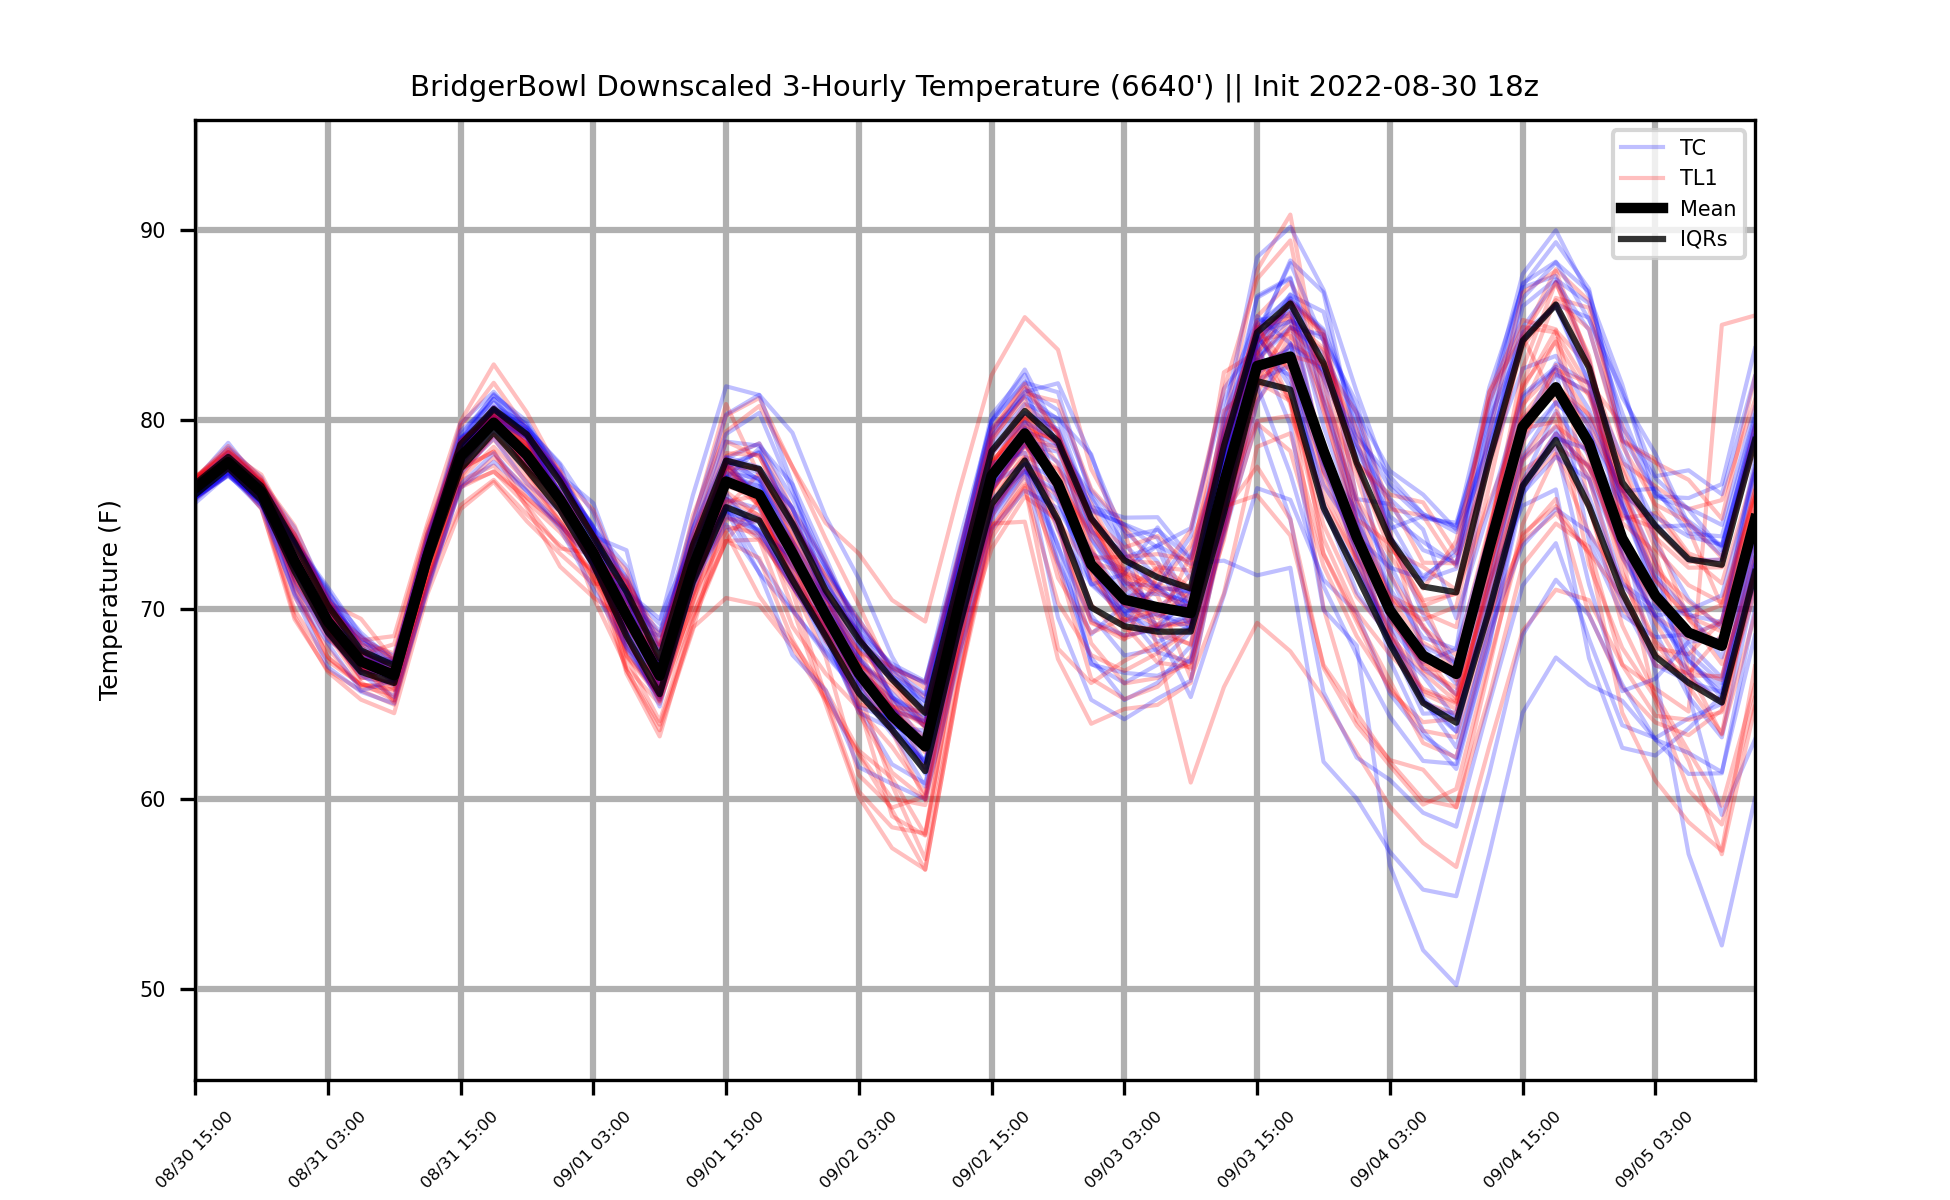 BridgerBowl Downscaled 3-Hourly Temperature (6640') || Init 2022-08-30 18z
TC
TL1
Mean
IQRs
Temperature (F)
90
80
70
60
50
08/30 15:00
08/31 03:00
08/31 15:00
09/01 03:00
09/01 15:00
09/02 03:00
09/02 15:00
09/03 03:00
09/03 15:00
09/04 03:00
09/04 15:00
09/05 03:00